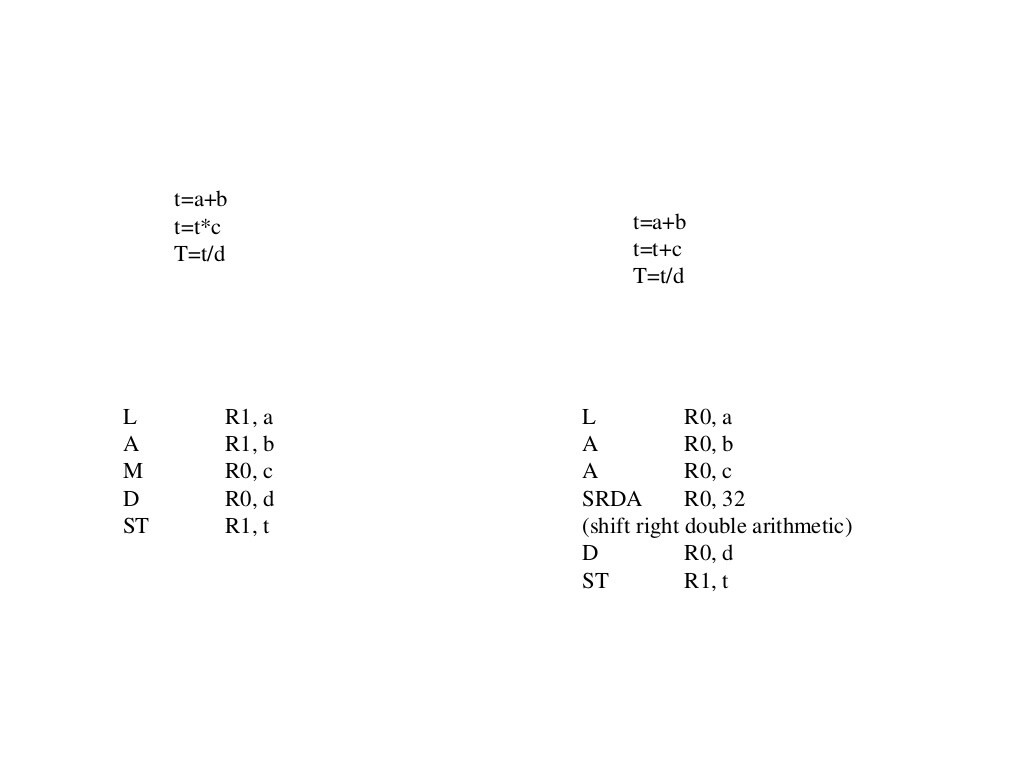 t=a+b
t=t*c
T=t/d
t=a+b
t=t+c
T=t/d
L R1, a
A R1, b
M R0, c
D R0, d
ST R1, t
L R0, a
A R0, b
A R0, c
SRDA R0, 32
(shift right double arithmetic)
D R0, d
ST R1, t